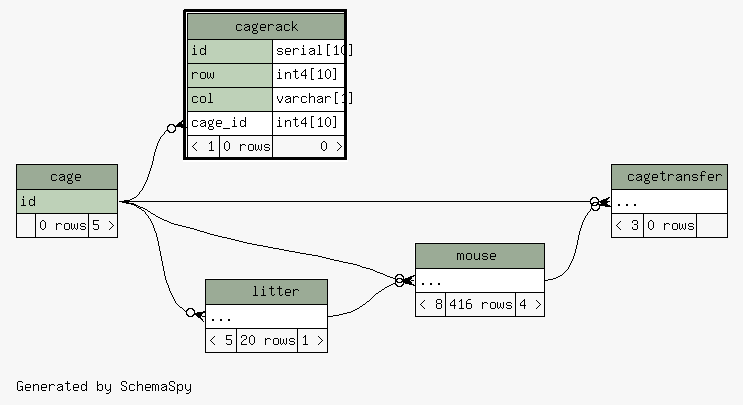 cagerack
id serial[10]
row int4[10]
col varchar[1]
cage_id int4[10]
< 1 0 rows 0 >
cage
id
0 rows 5 >
cagetransfer
...
< 3 0 rows
mouse
...
< 8 416 rows 4 >
litter
...
< 5 20 rows 1 >
Generated by SchemaSpy